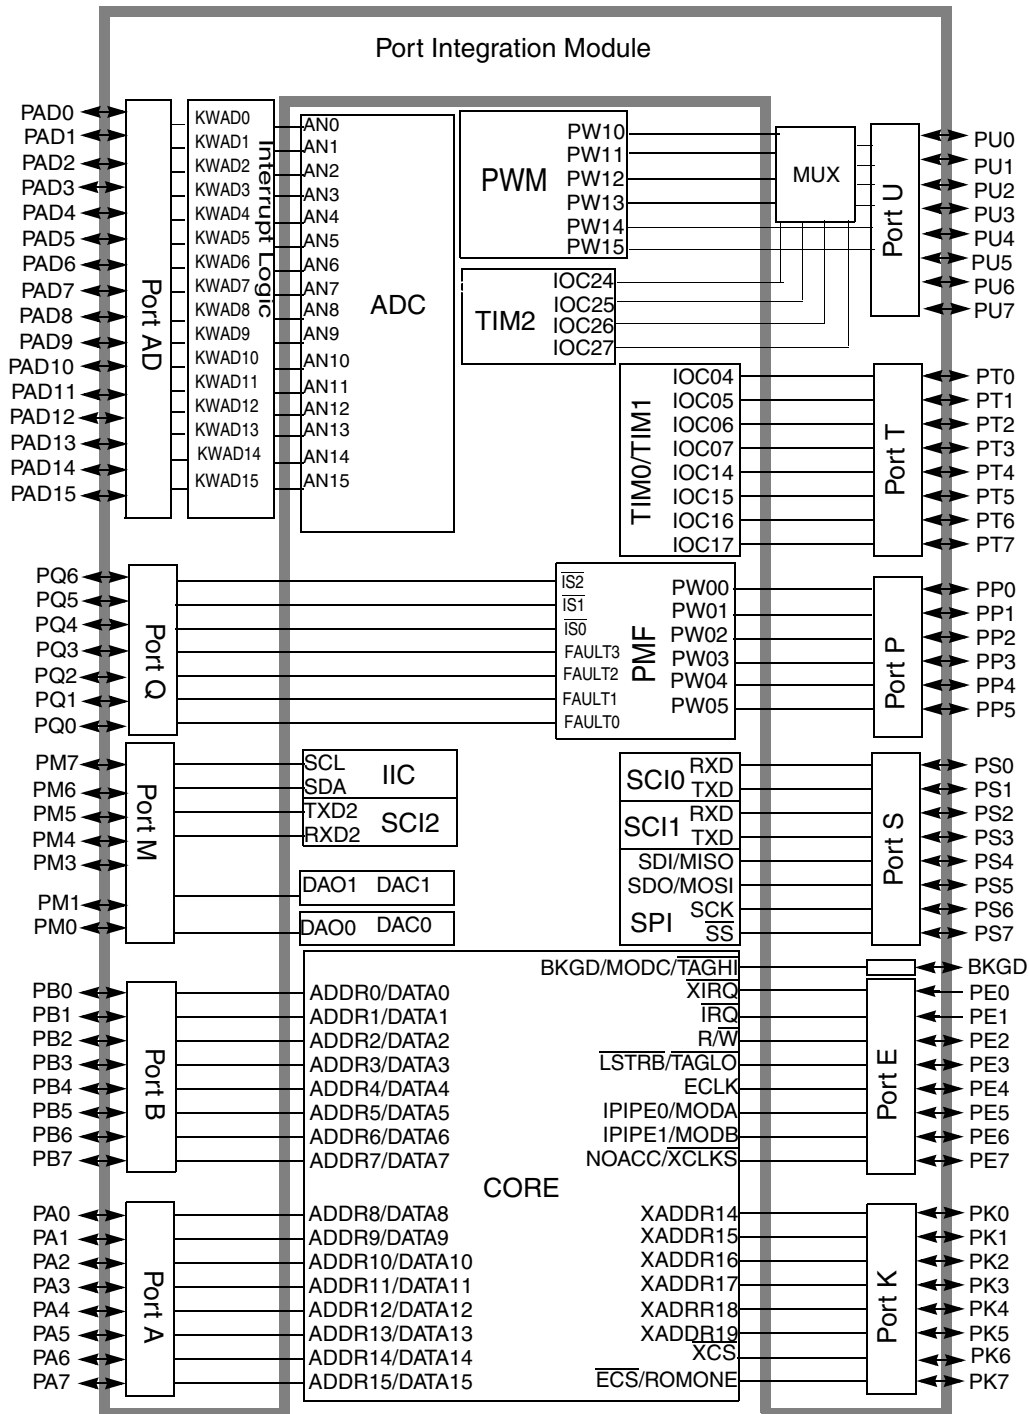 Port Integration Module
PAD0
PAD1
PAD2
PAD3
PAD4
PAD5
PAD6
PAD7
PAD8
PAD9
PAD10
PAD11
PAD12
PAD13
PAD14
PAD15
Port AD
KWAD0
KWAD1
KWAD2
KWAD3
KWAD4
KWAD5
KWAD6
KWAD7
KWAD8
KWAD9
KWAD10
KWAD11
KWAD12
KWAD13
KWAD14
KWAD15
Interrupt Logic
AN0
AN1
AN2
AN3
AN4
AN5
AN6
AN7
AN8
AN9
AN10
AN11
AN12
AN13
AN14
AN15
ADC
PWM
PW10
PW11
PW12
PW13
PW14
PW15
MUX
Port U
PU0
PU1
PU2
PU3
PU4
PU5
PU6
PU7
TIM2
IOC24
IOC25
IOC26
IOC27
TIM0/TIM1
IOC04
IOC05
IOC06
IOC07
IOC14
IOC15
IOC16
IOC17
Port T
PT0
PT1
PT2
PT3
PT4
PT5
PT6
PT7
PQ6
PQ5
PQ4
PQ3
PQ2
PQ1
PQ0
Port Q
IS2
IS1
IS0
FAULT3
FAULT2
FAULT1
FAULT0
PMF
PW00
PW01
PW02
PW03
PW04
PW05
Port P
PP0
PP1
PP2
PP3
PP4
PP5
PM7
PM6
PM5
PM4
PM3
PM1
PM0
Port M
SCL
SDA
IIC
TXD2
RXD2
SCI2
DAO1 DAC1
DAO0 DAC0
SCI0
RXD
TXD
SCI1
RXD
TXD
SDI/MISO
SDO/MOSI
SPI
SCK
SS
Port S
PS0
PS1
PS2
PS3
PS4
PS5
PS6
PS7
PB0
PB1
PB2
PB3
PB4
PB5
PB6
PB7
Port B
ADDR0/DATA0
ADDR1/DATA1
ADDR2/DATA2
ADDR3/DATA3
ADDR4/DATA4
ADDR5/DATA5
ADDR6/DATA6
ADDR7/DATA7
CORE
BKGD/MODC/TAGHI
XIRQ
IRQ
R/W
LSTRB/TAGLO
ECLK
IPIPE0/MODA
IPIPE1/MODB
NOACC/XCLKS
BKGD
Port E
PE0
PE1
PE2
PE3
PE4
PE5
PE6
PE7
PA0
PA1
PA2
PA3
PA4
PA5
PA6
PA7
Port A
ADDR8/DATA8
ADDR9/DATA9
ADDR10/DATA10
ADDR11/DATA11
ADDR12/DATA12
ADDR13/DATA13
ADDR14/DATA14
ADDR15/DATA15
XADDR14
XADDR15
XADDR16
XADDR17
XADRR18
XADDR19
XCS
ECS/ROMONE
Port K
PK0
PK1
PK2
PK3
PK4
PK5
PK6
PK7